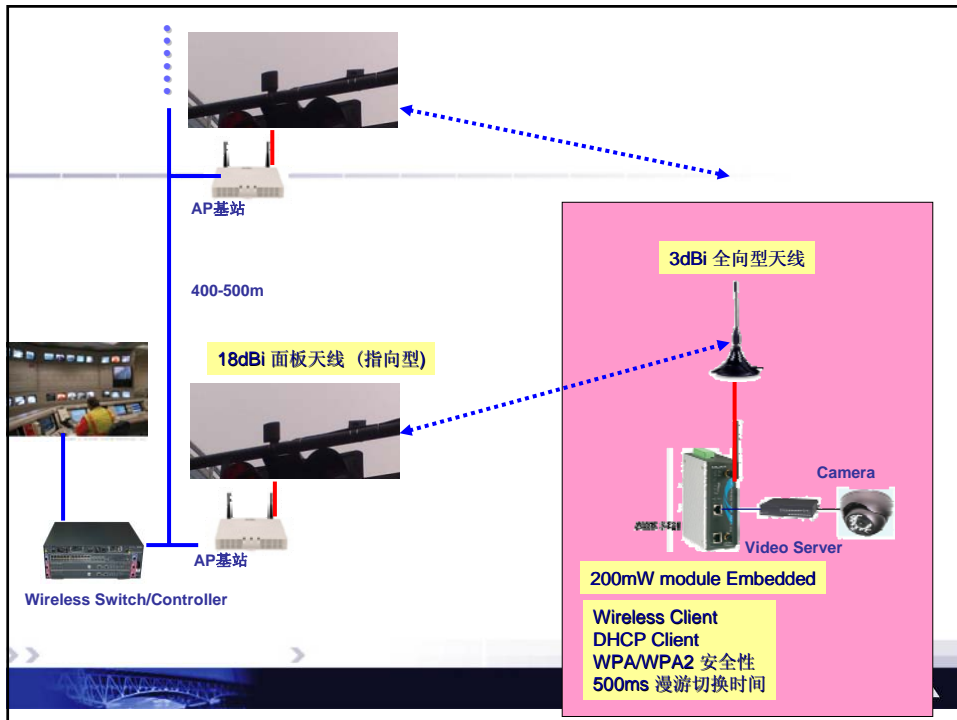 AP基站
400-500m
18dBi 面板天线（指向型)
AP基站
Wireless Switch/Controller
3dBi 全向型天线
Camera
Video Server
200mW module Embedded
Wireless Client
DHCP Client
WPA/WPA2 安全性
500ms 漫游切换时间